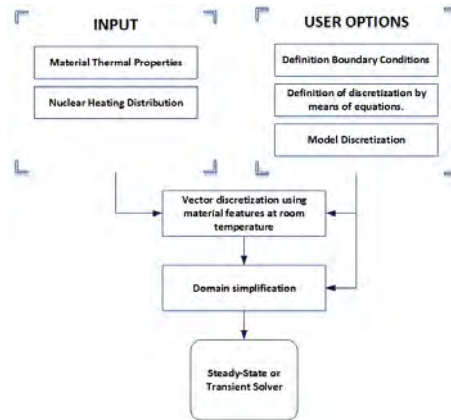 INPUT
Material Thermal Properties
Nuclear Heating Distribution
USER OPTIONS
Definition Boundary Conditions
Definition of discretization by
means of equations.
Model Discretization
Vector discretization using
material features at room
temperature
Domain simplification
Steady-State or
Transient Solver